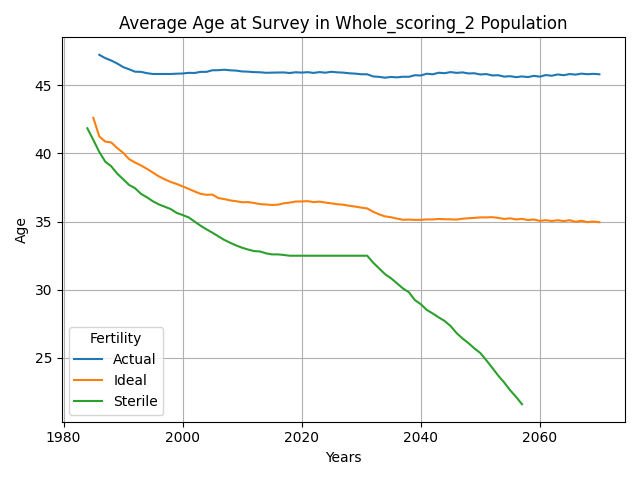 Average Age at Survey in Whole_scoring_2 Population
Age
45
40
35
30
25
Fertility
Actual
Ideal
Sterile
1980
2000
2020
2040
2060
Years